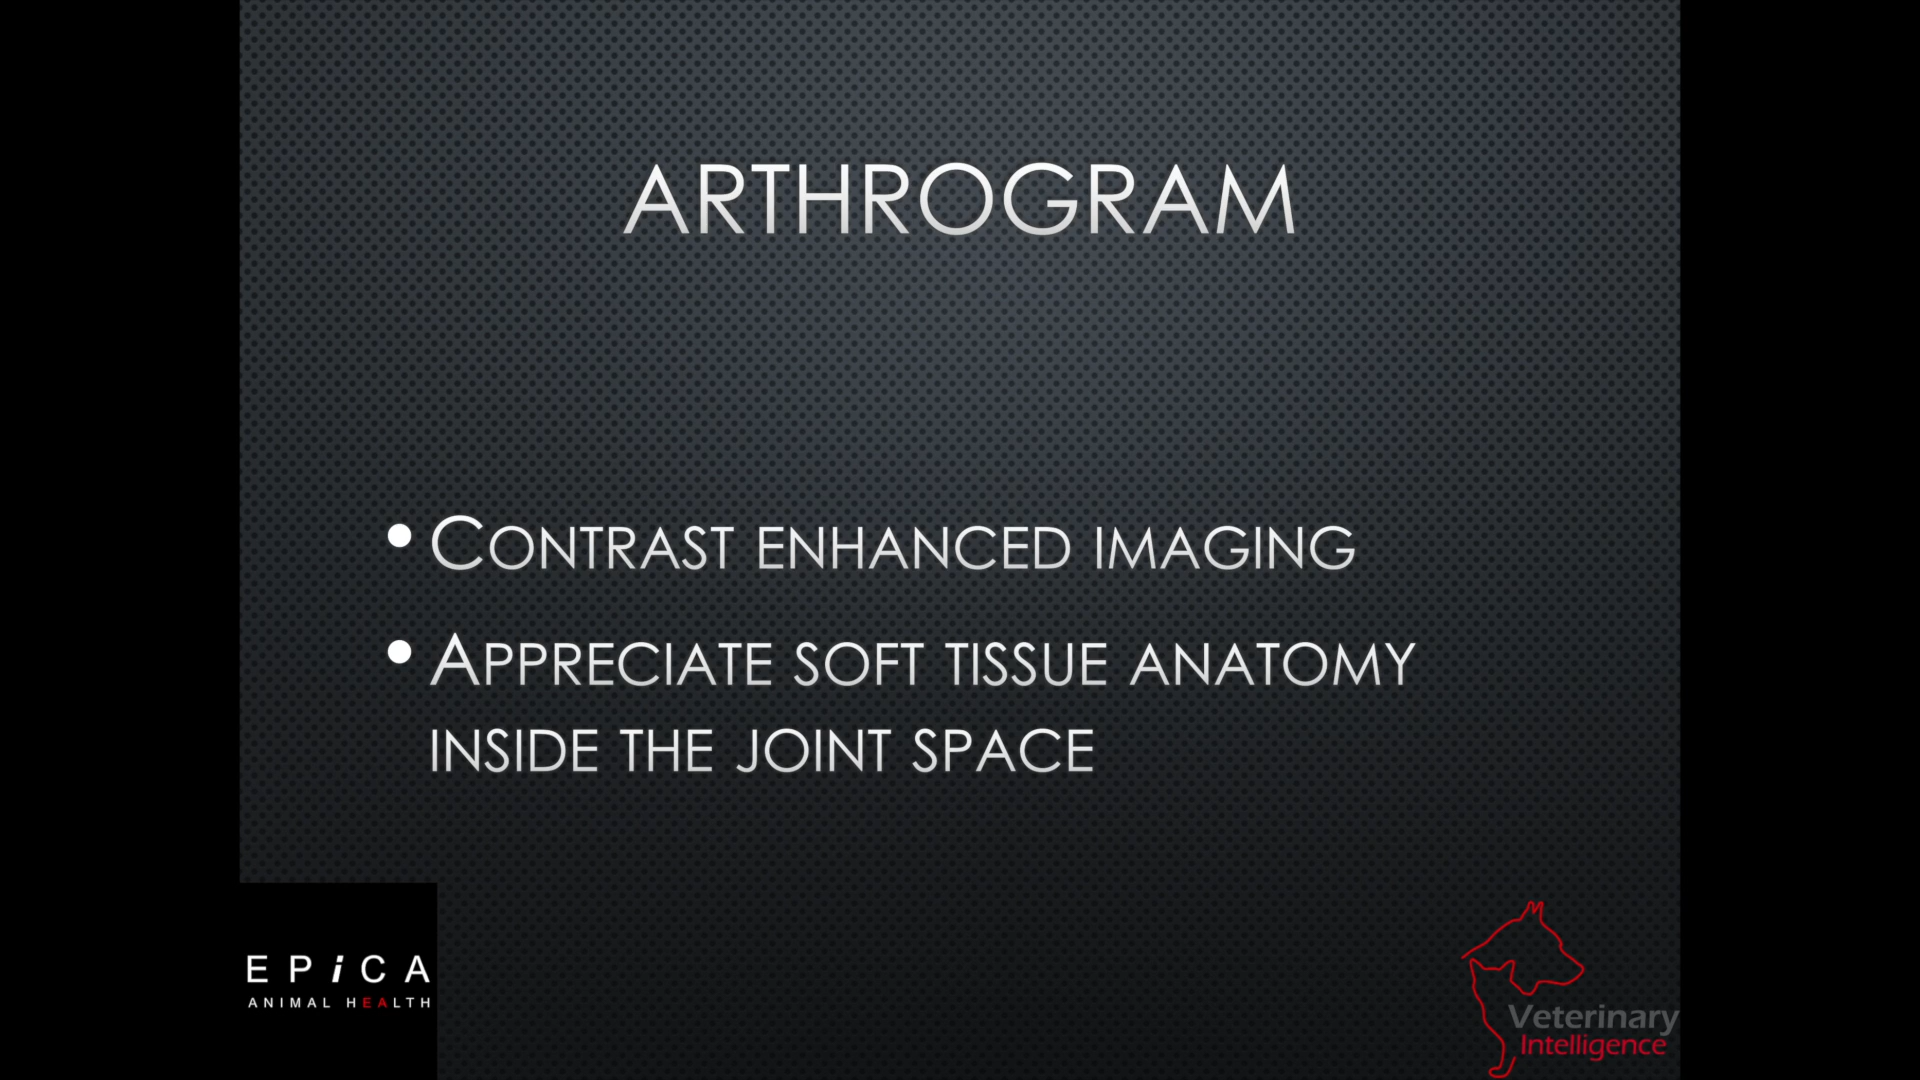 ARTHROGRAM
• CONTRAST ENHANCED IMAGING
• APPRECIATE SOFT TISSUE ANATOMY
INSIDE THE JOINT SPACE
EPiCA
ANIMAL HEALTH
Veterinary
Intelligence